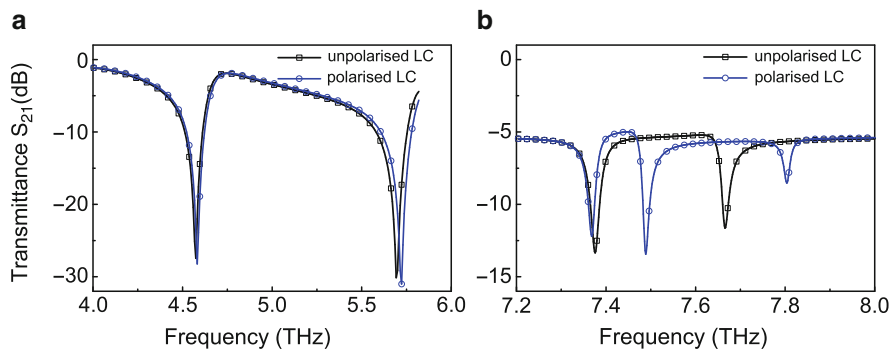 a
Transmittance S21(dB)
0
−10
−20
−30
4.0 4.5 5.0 5.5 6.0
Frequency (THz)
unpolarised LC
polarised LC
b
0
−5
−10
−15
7.2 7.4 7.6 7.8 8.0
Frequency (THz)
unpolarised LC
polarised LC